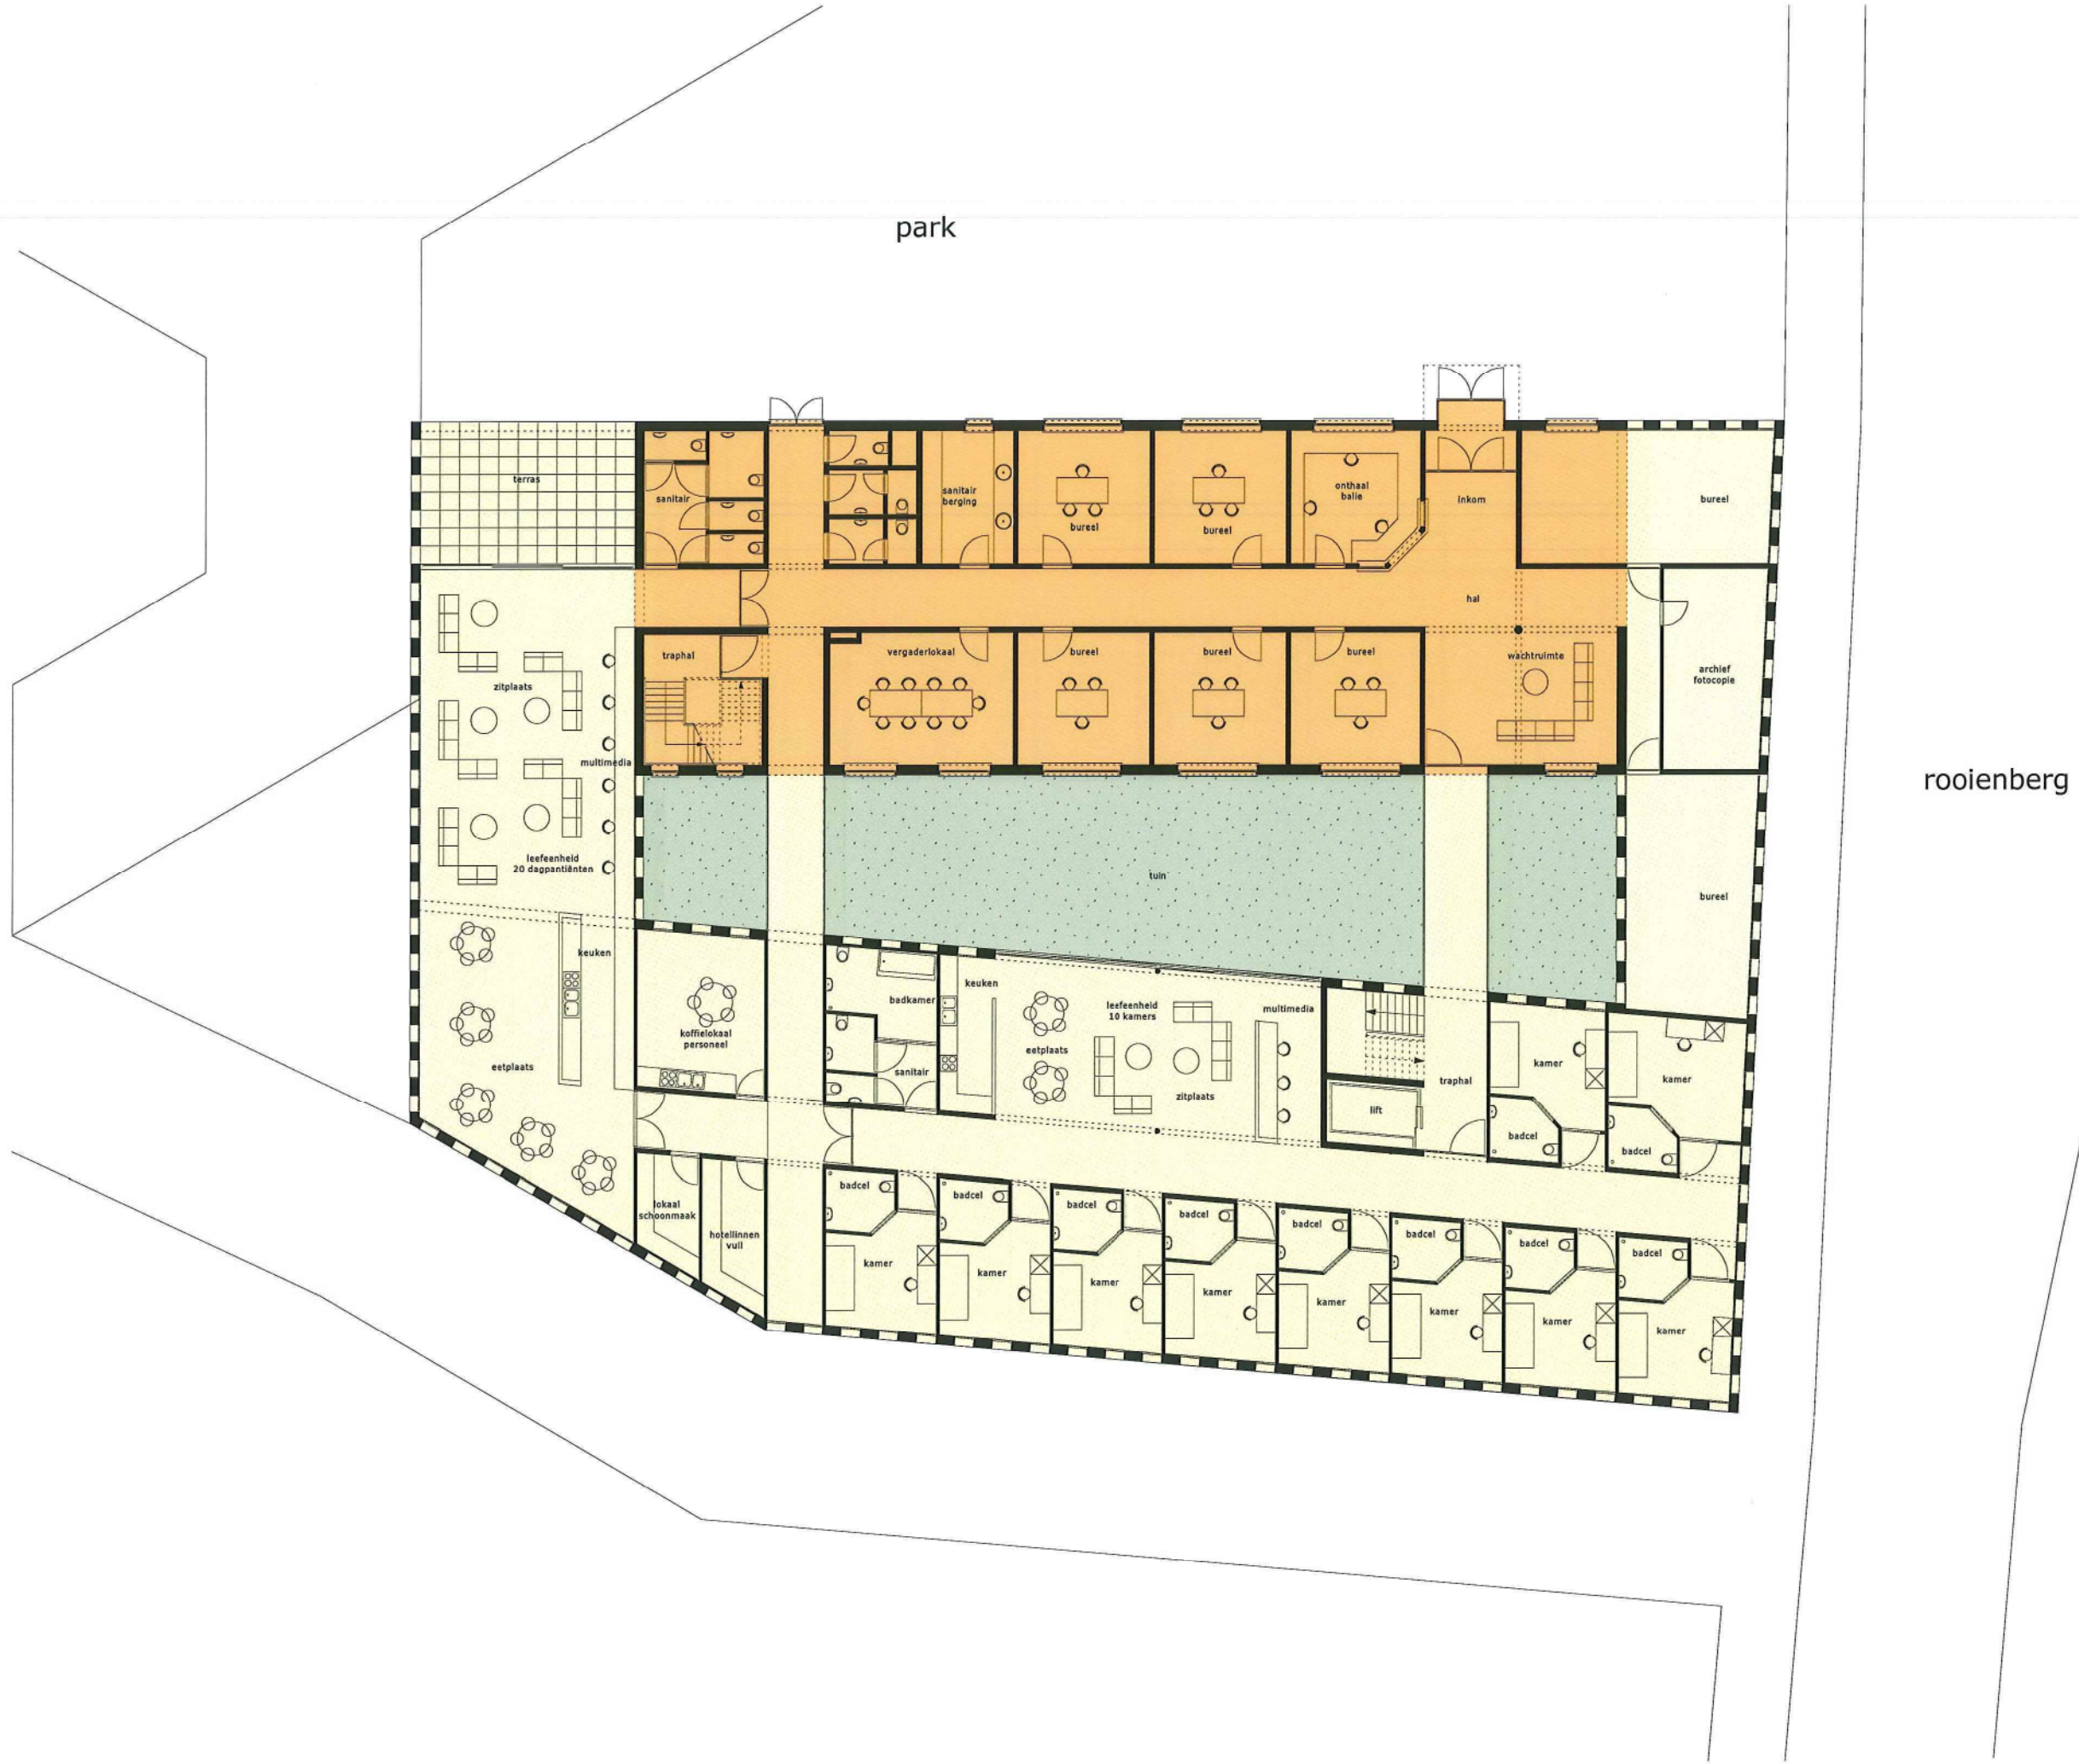 park
terras
sanitair
sanitair
berging
bureel
bureel
onthaal
balie
inkom
bureel
hal
traphal
vergaderlokaal
bureel
bureel
bureel
wachtruimte
archief
fotocopie
zitplaats
multimedia
leefeenheid
20 dagpantiënten
rooienberg
tuin
bureel
keuken
eetplaats
koffielokaal
personeel
badkamer
sanitair
keuken
eetplaats
leefeenheid
10 kamers
zitplaats
multimedia
lift
traphal
kamer
badcel
kamer
badcel
lokaal
schoonmaak
hotellinnen
vuil
badcel
kamer
badcel
kamer
badcel
kamer
badcel
kamer
badcel
kamer
badcel
kamer
badcel
kamer
badcel
kamer